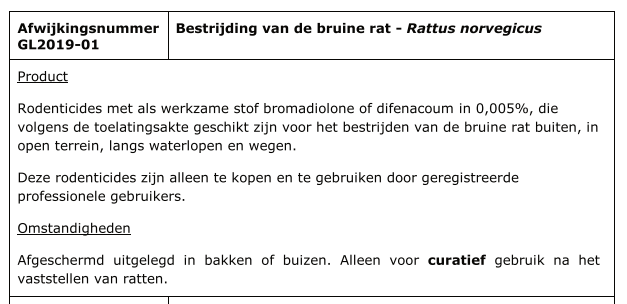 Afwijkingsnummer
GL2019-01
Bestrijding van de bruine rat - Rattus norvegicus
Product
Rodenticides met als werkzame stof bromadiolone of difenacoum in 0,005%, die
volgens de toelatingsakte geschikt zijn voor het bestrijden van de bruine rat buiten, in
open terrein, langs waterlopen en wegen.
Deze rodenticides zijn alleen te kopen en te gebruiken door geregistreerde
professionele gebruikers.
Omstandigheden
Afgeschermd uitgelegd in bakken of buizen. Alleen voor curatief gebruik na het
vaststellen van ratten.